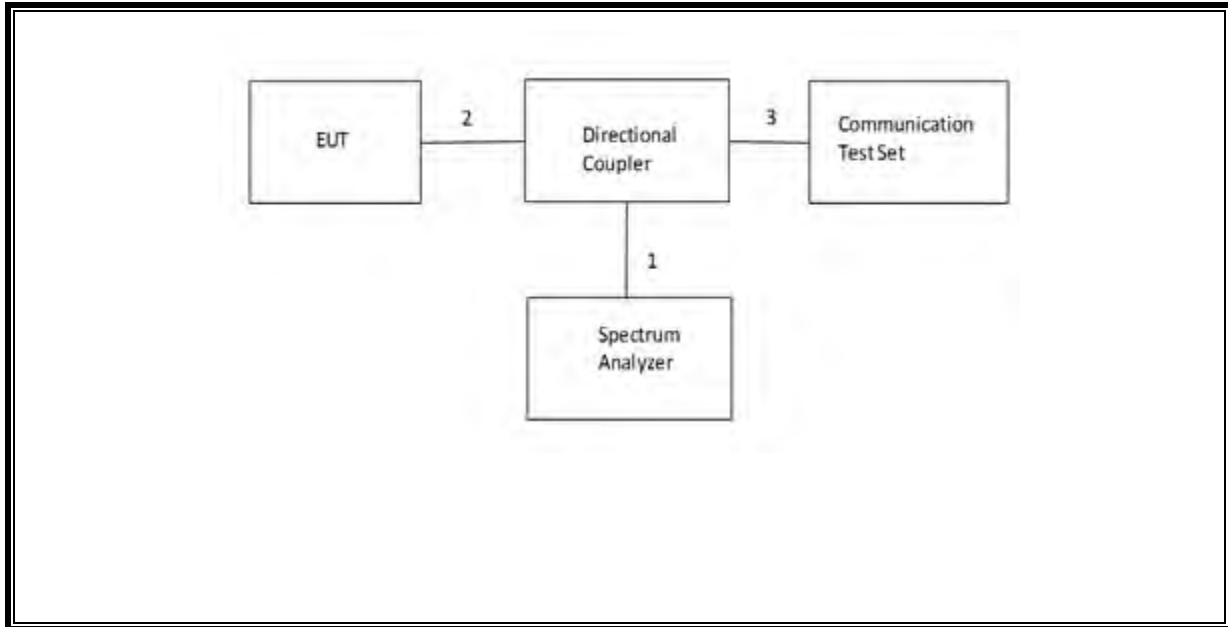 EUT
2
Directional
Coupler
3
Communication
Test Set
1
Spectrum
Analyzer